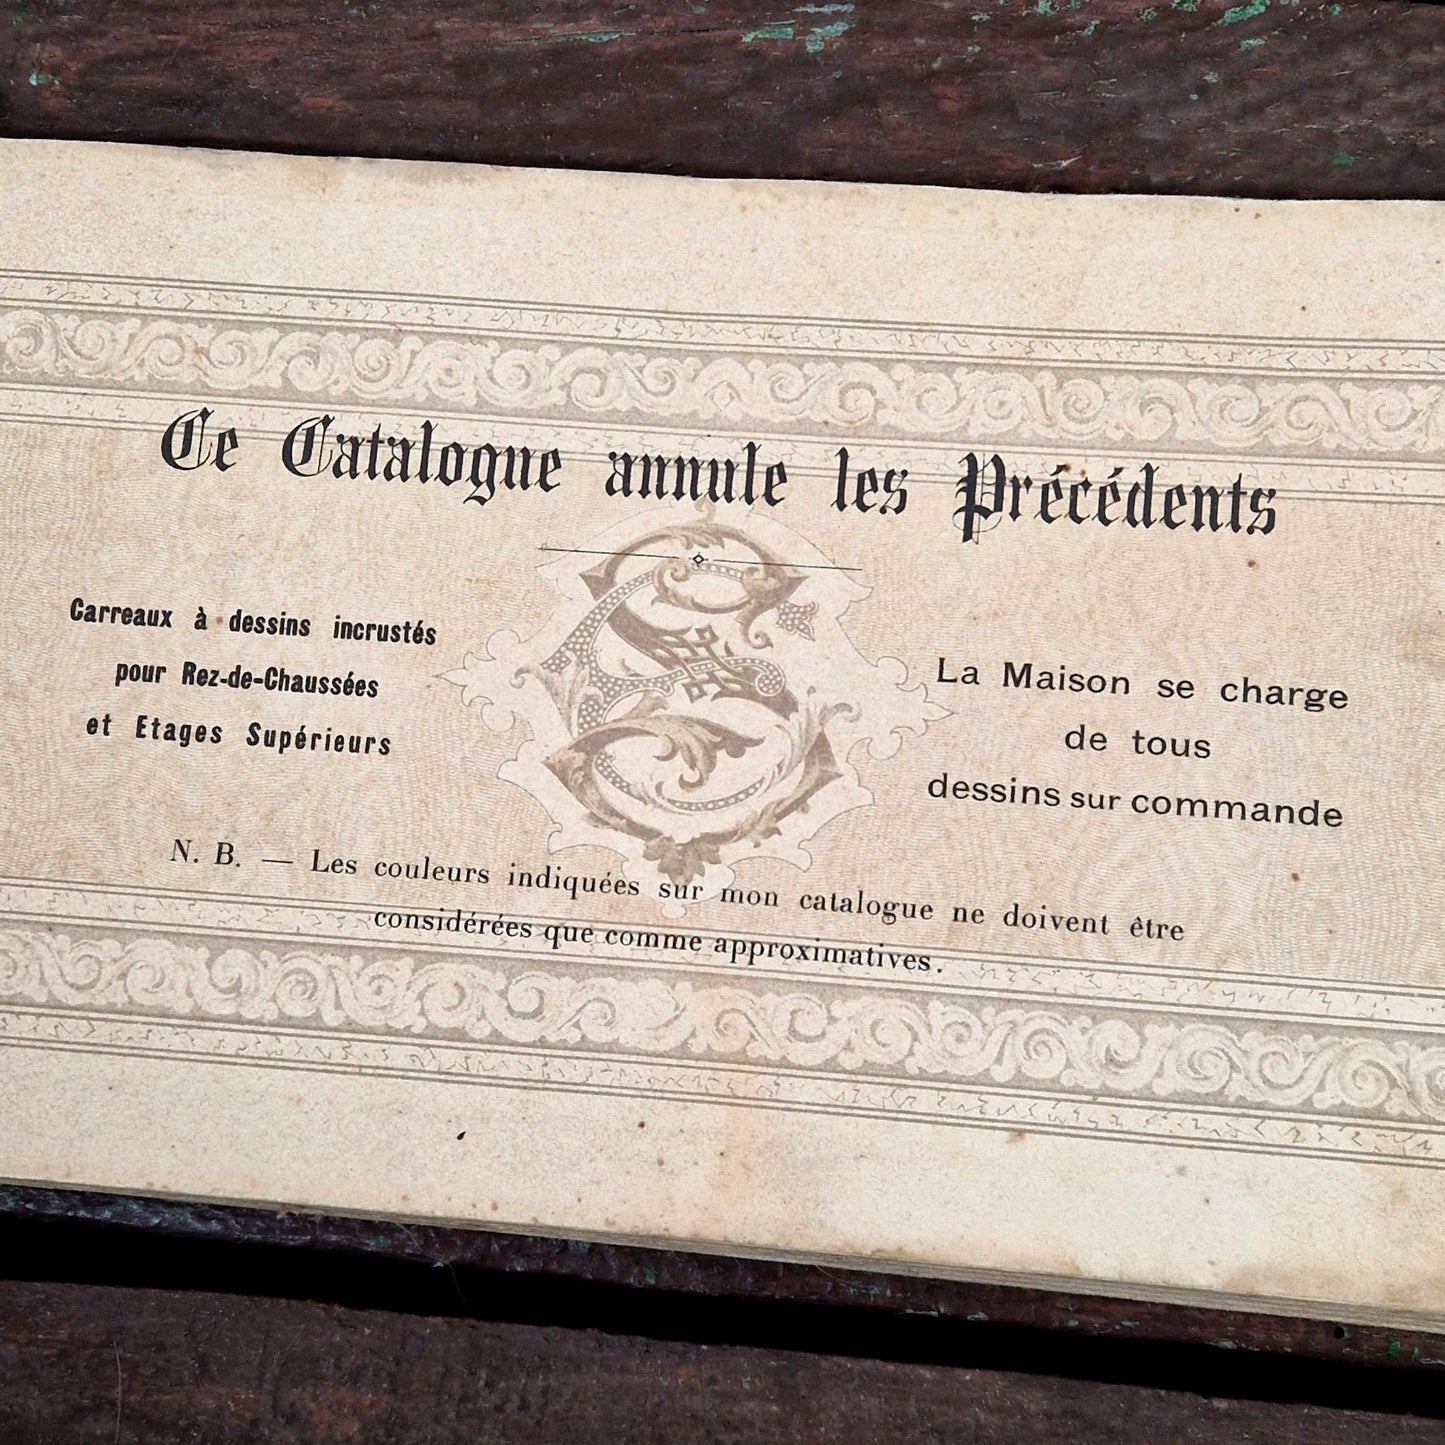 Ce Catalogue annule les Précédents
Carreaux à dessins incrustés
pour Rez-de-Chaussées
et Etages Supérieurs
La Maison se charge
de tous
dessins sur commande
N. B. — Les couleurs indiquées sur mon catalogue ne doivent être
considérées que comme approximatives.